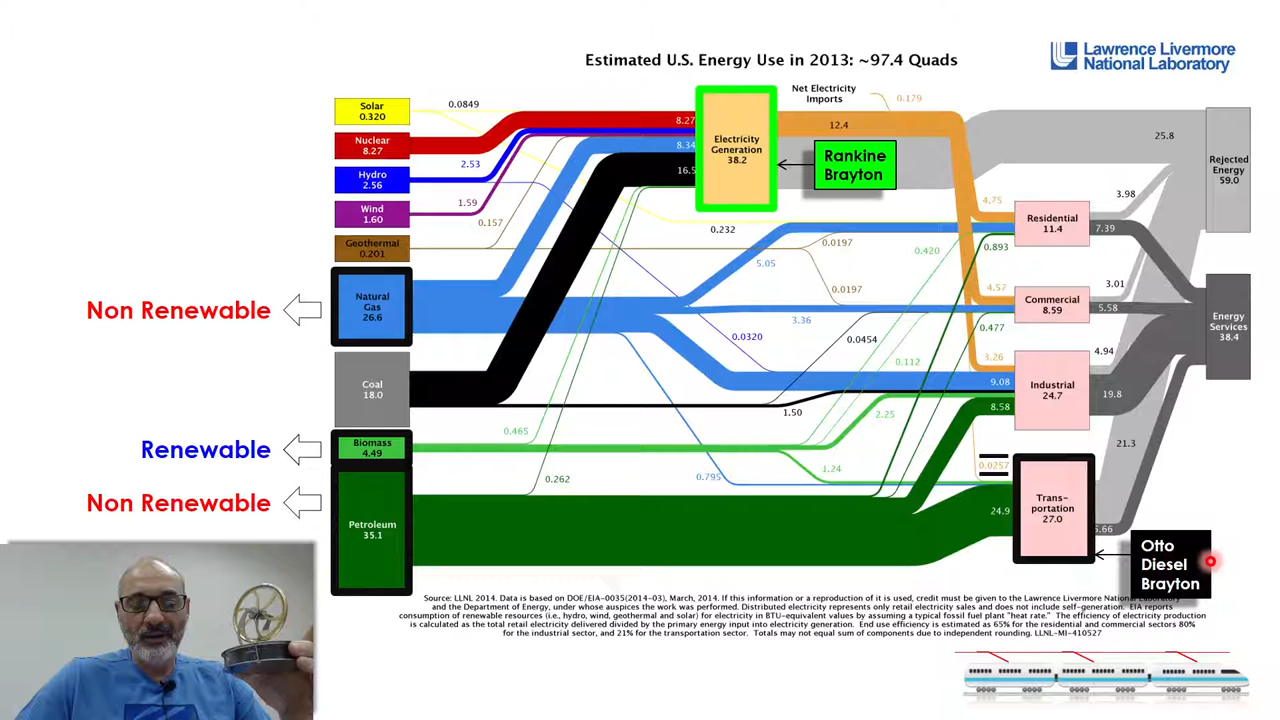 Estimated U.S. Energy Use in 2013: ~97.4 Quads
Lawrence Livermore
National Laboratory
Solar
0.320
Nuclear
8.27
Hydro
2.56
Wind
1.60
Geothermal
0.201
Natural
Gas
26.6
Coal
18.0
Biomass
4.49
Petroleum
35.1
Non Renewable
Renewable
Non Renewable
0.0849
2.53
1.59
0.157
8.27
8.34
16.5
Electricity
Generation
38.2
Net Electricity
Imports
0.179
12.4
Rankine
Brayton
25.8
Rejected
Energy
59.0
0.232
0.0197
5.05
0.0197
3.36
0.0320
0.0454
0.420
0.112
1.50
2.25
0.465
1.24
0.262
0.795
4.75
0.893
4.57
0.477
3.26
9.08
8.58
0.0257
24.9
Residential
11.4
Commercial
8.59
Industrial
24.7
Trans-
portation
27.0
3.98
7.39
3.01
5.58
4.94
19.8
21.3
5.66
Energy
Services
38.4
Otto
Diesel
Brayton
Source: LLNL 2014. Data is based on DOE/EIA-0035(2014-03), March, 2014. If this information or a reproduction of it is used, credit must be given to the Lawrence Livermore National
and the Department of Energy, under whose auspices the work was performed. Distributed electricity represents only retail electricity sales and does not include self-generation. EIA reports
consumption of renewable resources (i.e., hydro, wind, geothermal and solar) for electricity in BTU-equivalent values by assuming a typical fossil fuel plant "heat rate." The efficiency of electricity production
is calculated as the total retail electricity delivered divided by the primary energy input into electricity generation. End use efficiency is estimated as 65% for the residential and commercial sectors 80%
for the industrial sector, and 21% for the transportation sector. Totals may not equal sum of components due to independent rounding. LLNL-MI-410527